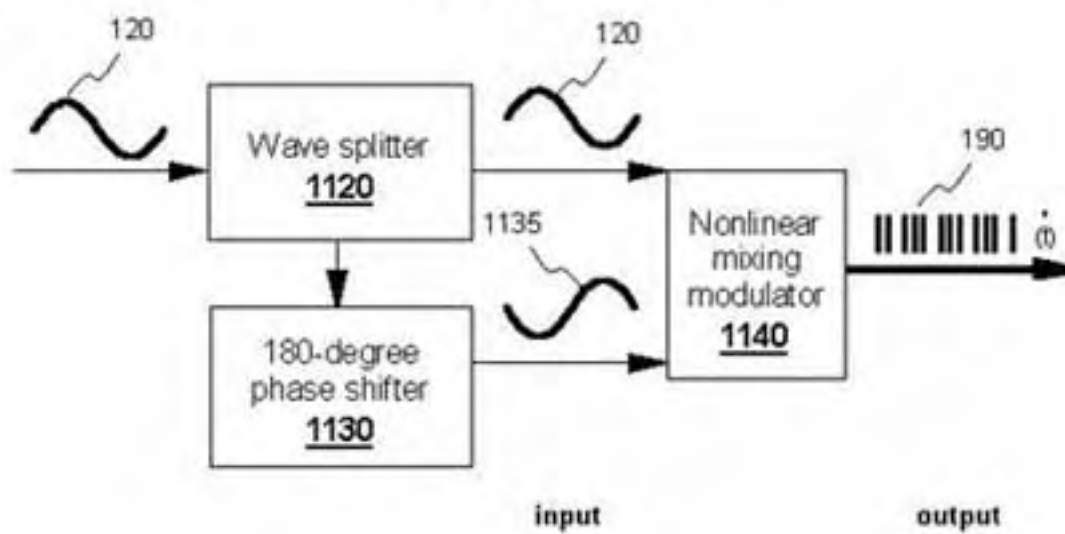 120
120
190
Wave splitter
1120
1135
Nonlinear
mixing
modulator
1140
(t)
180-degree
phase shifter
1130
input
output